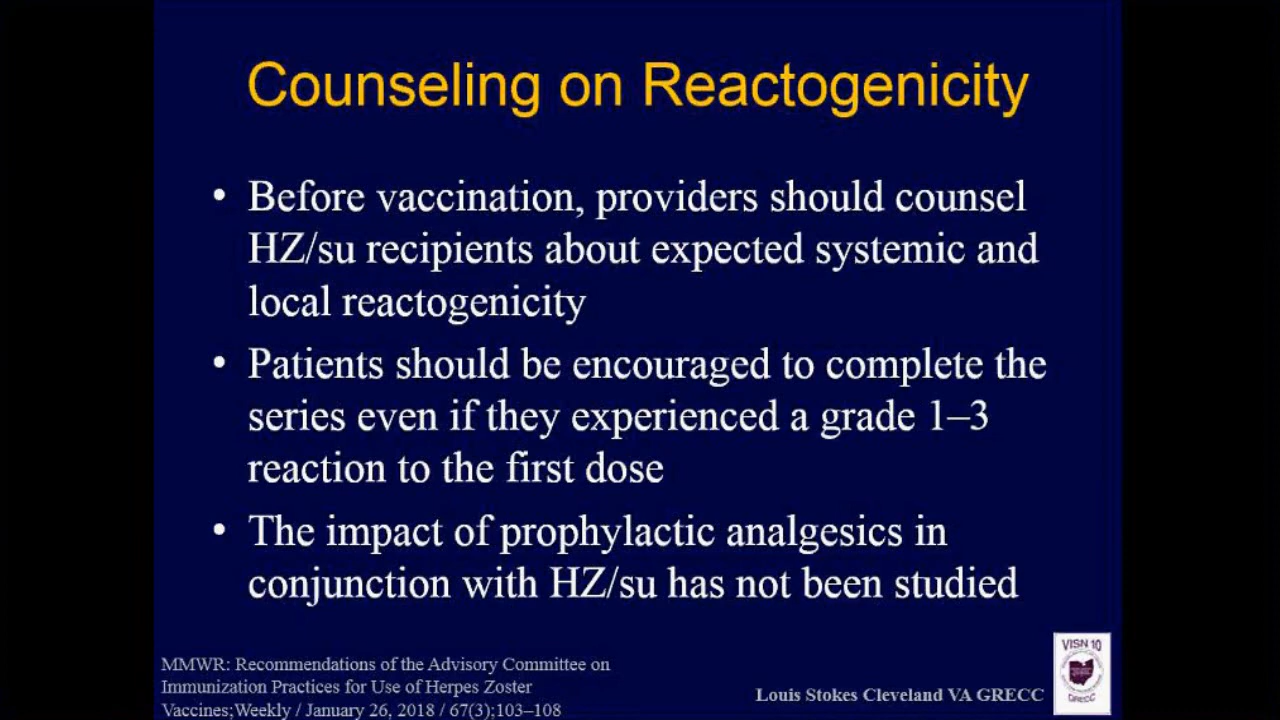 Counseling on Reactogenicity
• Before vaccination, providers should counsel
HZ/su recipients about expected systemic and
local reactogenicity
• Patients should be encouraged to complete the
series even if they experienced a grade 1–3
reaction to the first dose
• The impact of prophylactic analgesics in
conjunction with HZ/su has not been studied
MMWR: Recommendations of the Advisory Committee on
Immunization Practices for Use of Herpes Zoster
Vaccines;Weekly / January 26, 2018 / 67(3);103–108
Louis Stokes Cleveland VA GRECC
VISN 10
GRECC